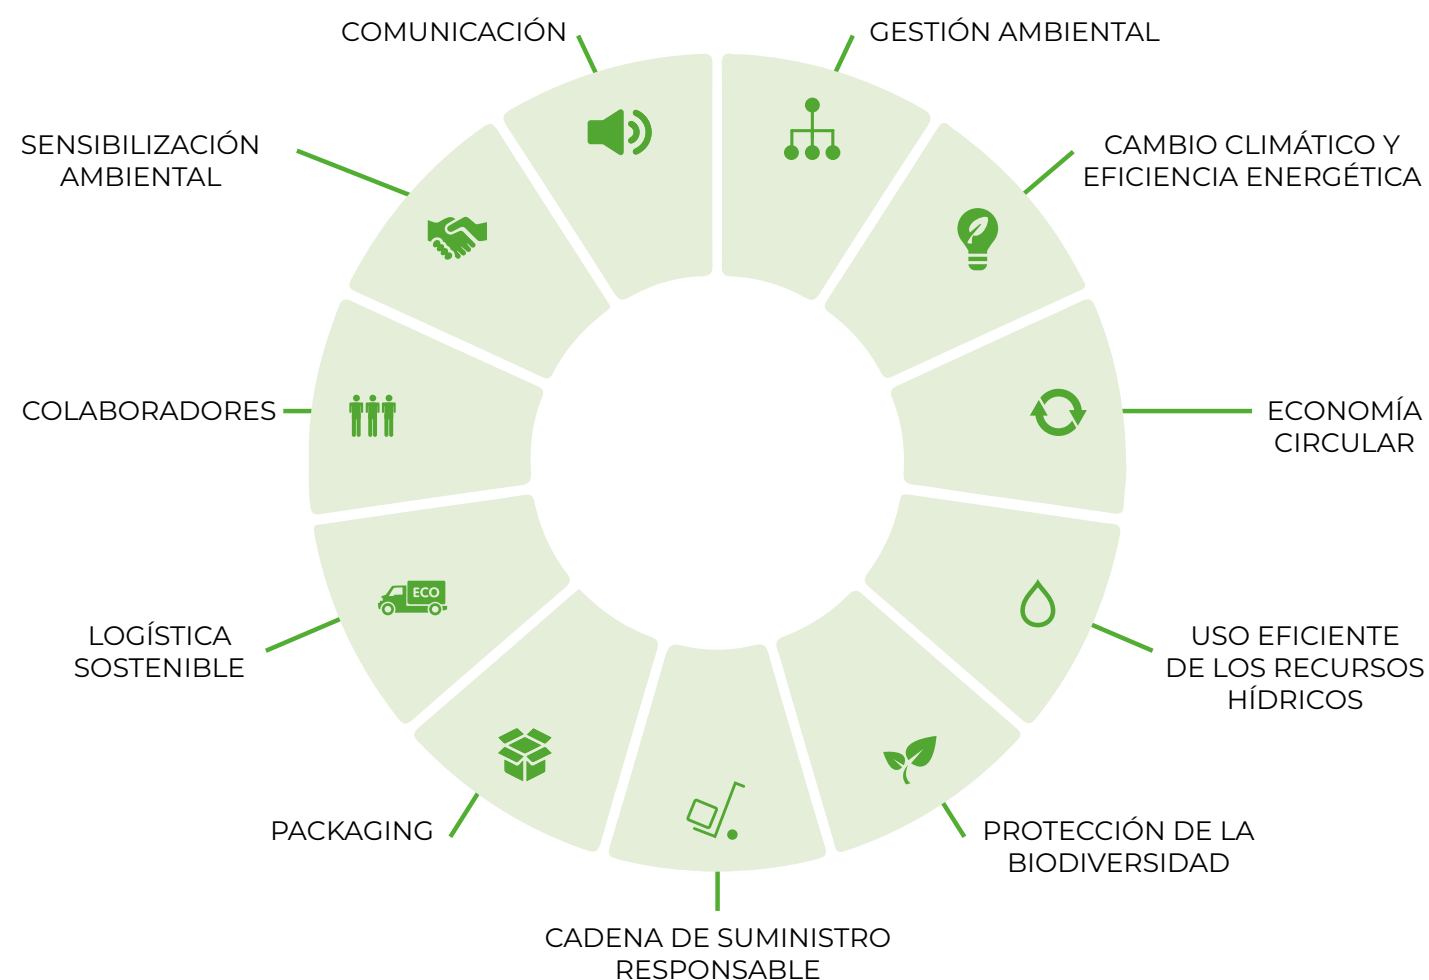 COMUNICACIÓN
GESTIÓN AMBIENTAL
SENSIBILIZACIÓN
AMBIENTAL
CAMBIO CLIMÁTICO Y
EFICIENCIA ENERGÉTICA
COLABORADORES
ECONOMÍA
CIRCULAR
ECO
LOGÍSTICA
SOSTENIBLE
USO EFICIENTE
DE LOS RECURSOS
HÍDRICOS
PACKAGING
PROTECCIÓN DE LA
BIODIVERSIDAD
CADENA DE SUMINISTRO
RESPONSABLE